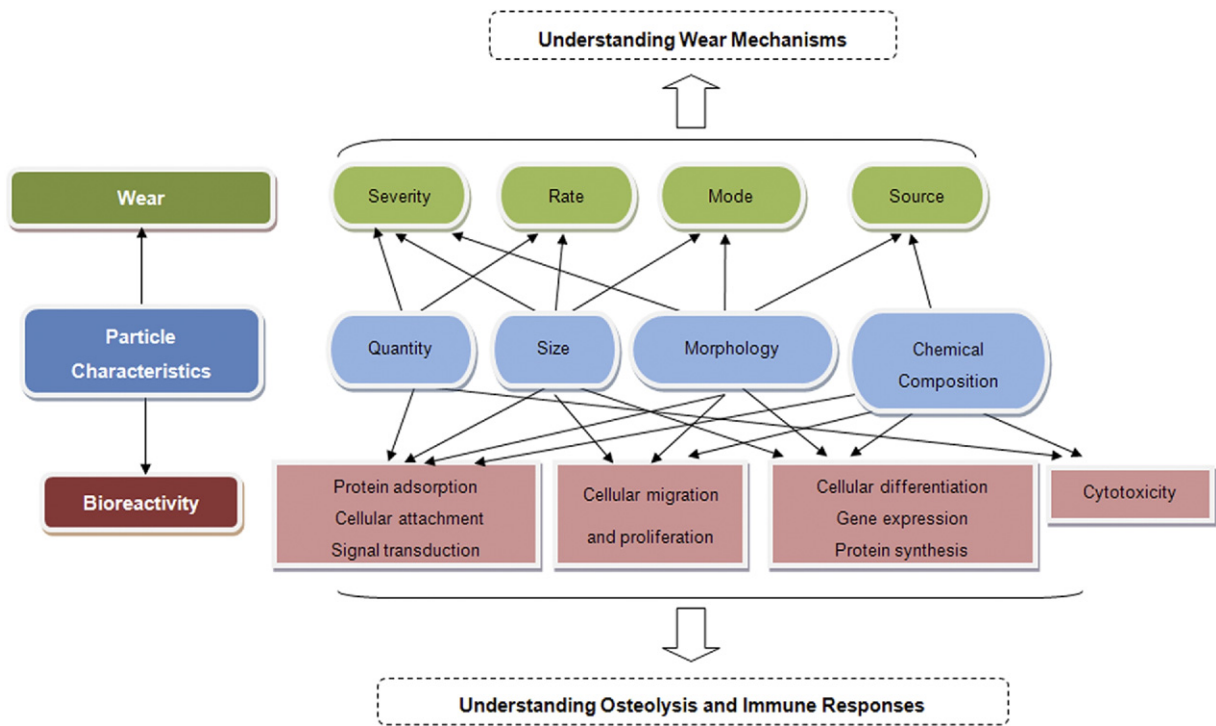 Understanding Wear Mechanisms
Wear
Severity
Rate
Mode
Source
Particle
Characteristics
Quantity
Size
Morphology
Chemical
Composition
Bioreactivity
Protein adsorption
Cellular attachment
Signal transduction
Cellular migration
and proliferation
Cellular differentiation
Gene expression
Protein synthesis
Cytotoxicity
Understanding Osteolysis and Immune Responses